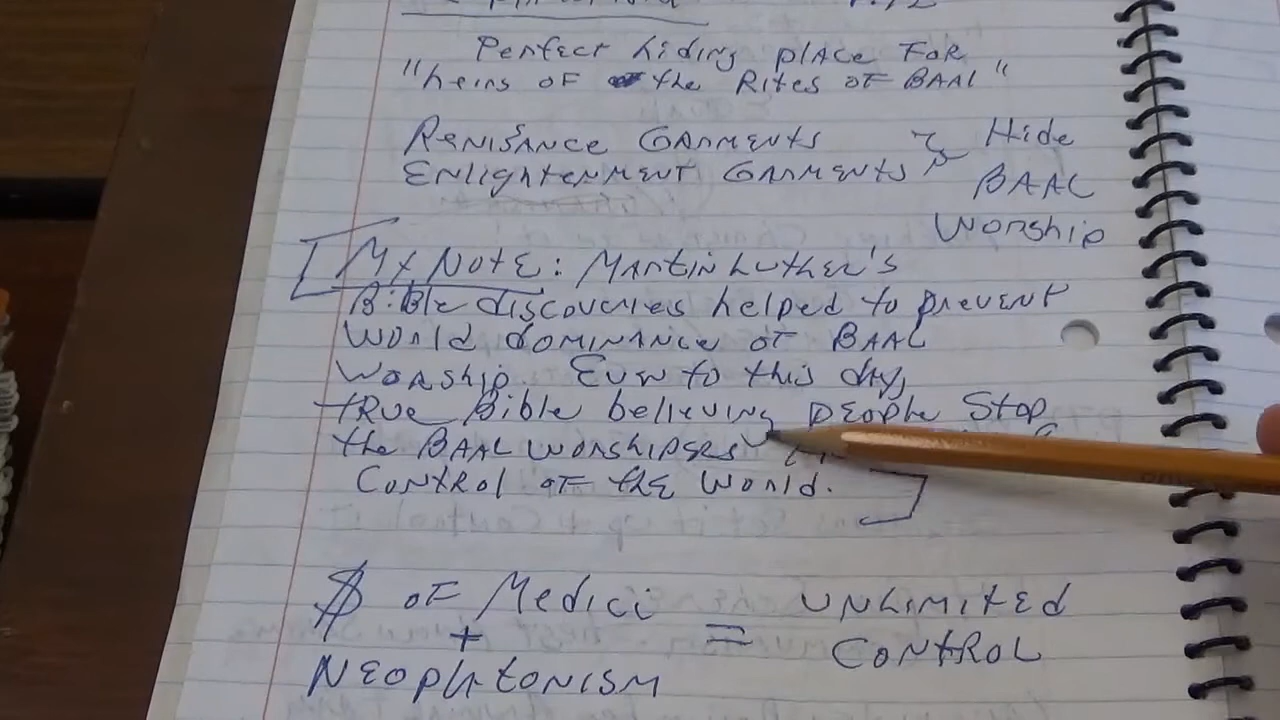 Perfect hiding place For
"heirs of the Rites of BAAL"
Renisance Garments
Enlightenment Garments
Hide
BAAL
Worship
My Note: Martin Luther's
Bible discoveries helped to prevent
World dominance of BAAL
Worship. Even to this day,
true Bible believing people Stop
the BAAL worshipers
Control of the World.
$ of Medici = UNLIMITED
+ CONTROL
Neoplatonism